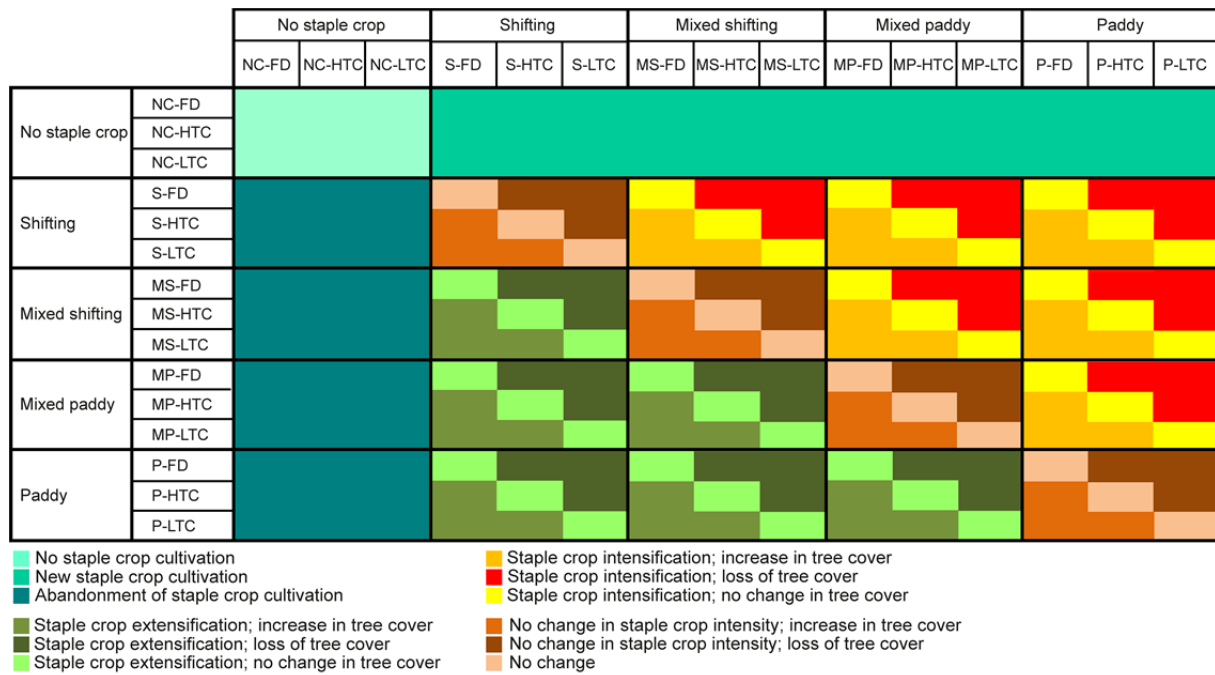 No staple crop Shifting Mixed shifting Mixed paddy Paddy
NC-FD NC-HTC NC-LTC S-FD S-HTC S-LTC MS-FD MS-HTC MS-LTC MP-FD MP-HTC MP-LTC P-FD P-HTC P-LTC
No staple crop
NC-FD
NC-HTC
NC-LTC
Shifting
S-FD
S-HTC
S-LTC
Mixed shifting
MS-FD
MS-HTC
MS-LTC
Mixed paddy
MP-FD
MP-HTC
MP-LTC
Paddy
P-FD
P-HTC
P-LTC
No staple crop cultivation
New staple crop cultivation
Abandonment of staple crop cultivation
Staple crop extensification; increase in tree cover
Staple crop extensification; loss of tree cover
Staple crop extensification; no change in tree cover
Staple crop intensification; increase in tree cover
Staple crop intensification; loss of tree cover
Staple crop intensification; no change in tree cover
No change in staple crop intensity; increase in tree cover
No change in staple crop intensity; loss of tree cover
No change